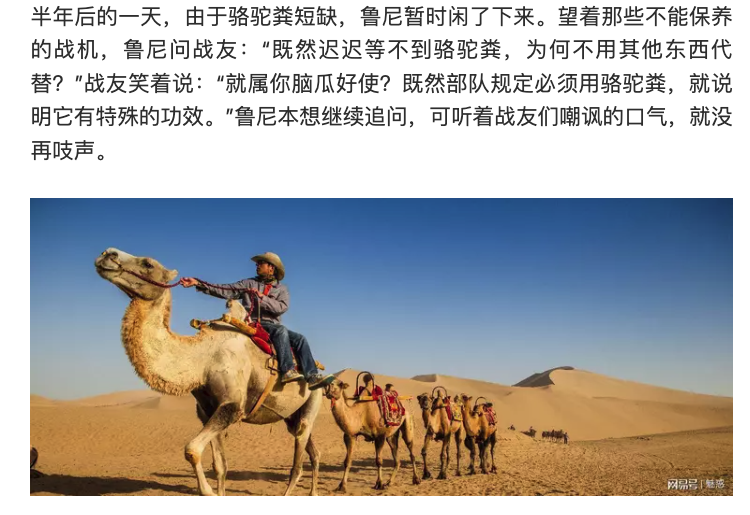 半年后的一天，由于骆驼粪短缺，鲁尼暂时闲了下来。望着那些不能保养
的战机，鲁尼问战友：“既然迟迟等不到骆驼粪，为何不用其他东西代
替？”战友笑着说：“就属你脑瓜好使？既然部队规定必须用骆驼粪，就说
明它有特殊的功效。”鲁尼本想继续追问，可听着战友们嘲讽的口气，就没
再吱声。
网易号 | 魅惑